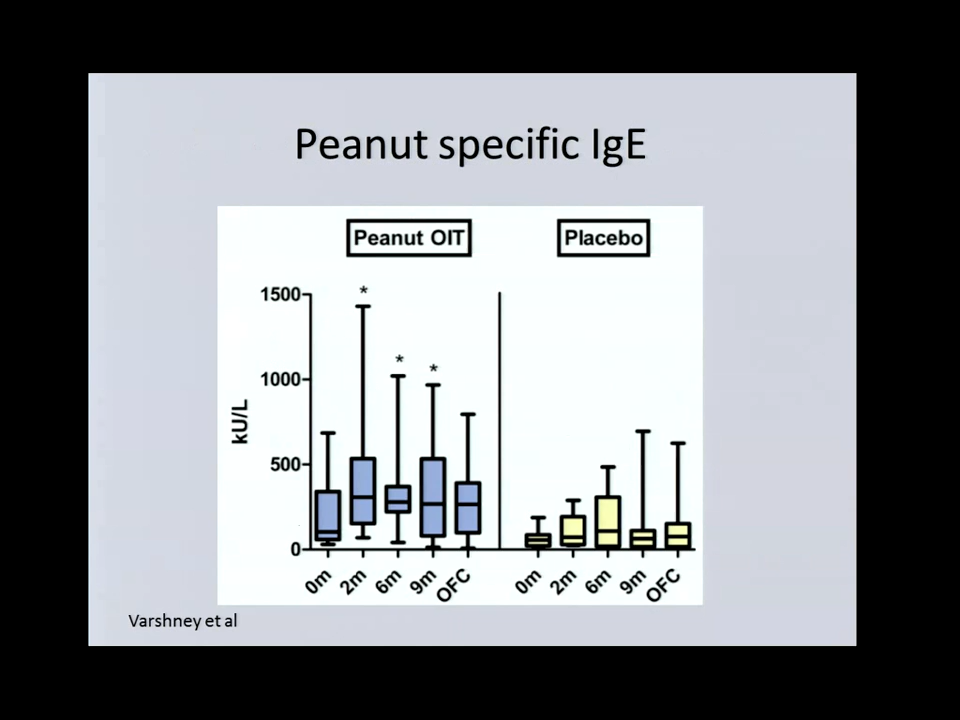 Peanut specific IgE
Peanut OIT
Placebo
kU/L
1500
1000
500
0
*
*
*
0m
2m
6m
9m
OFC
0m
2m
6m
9m
OFC
Varshney et al